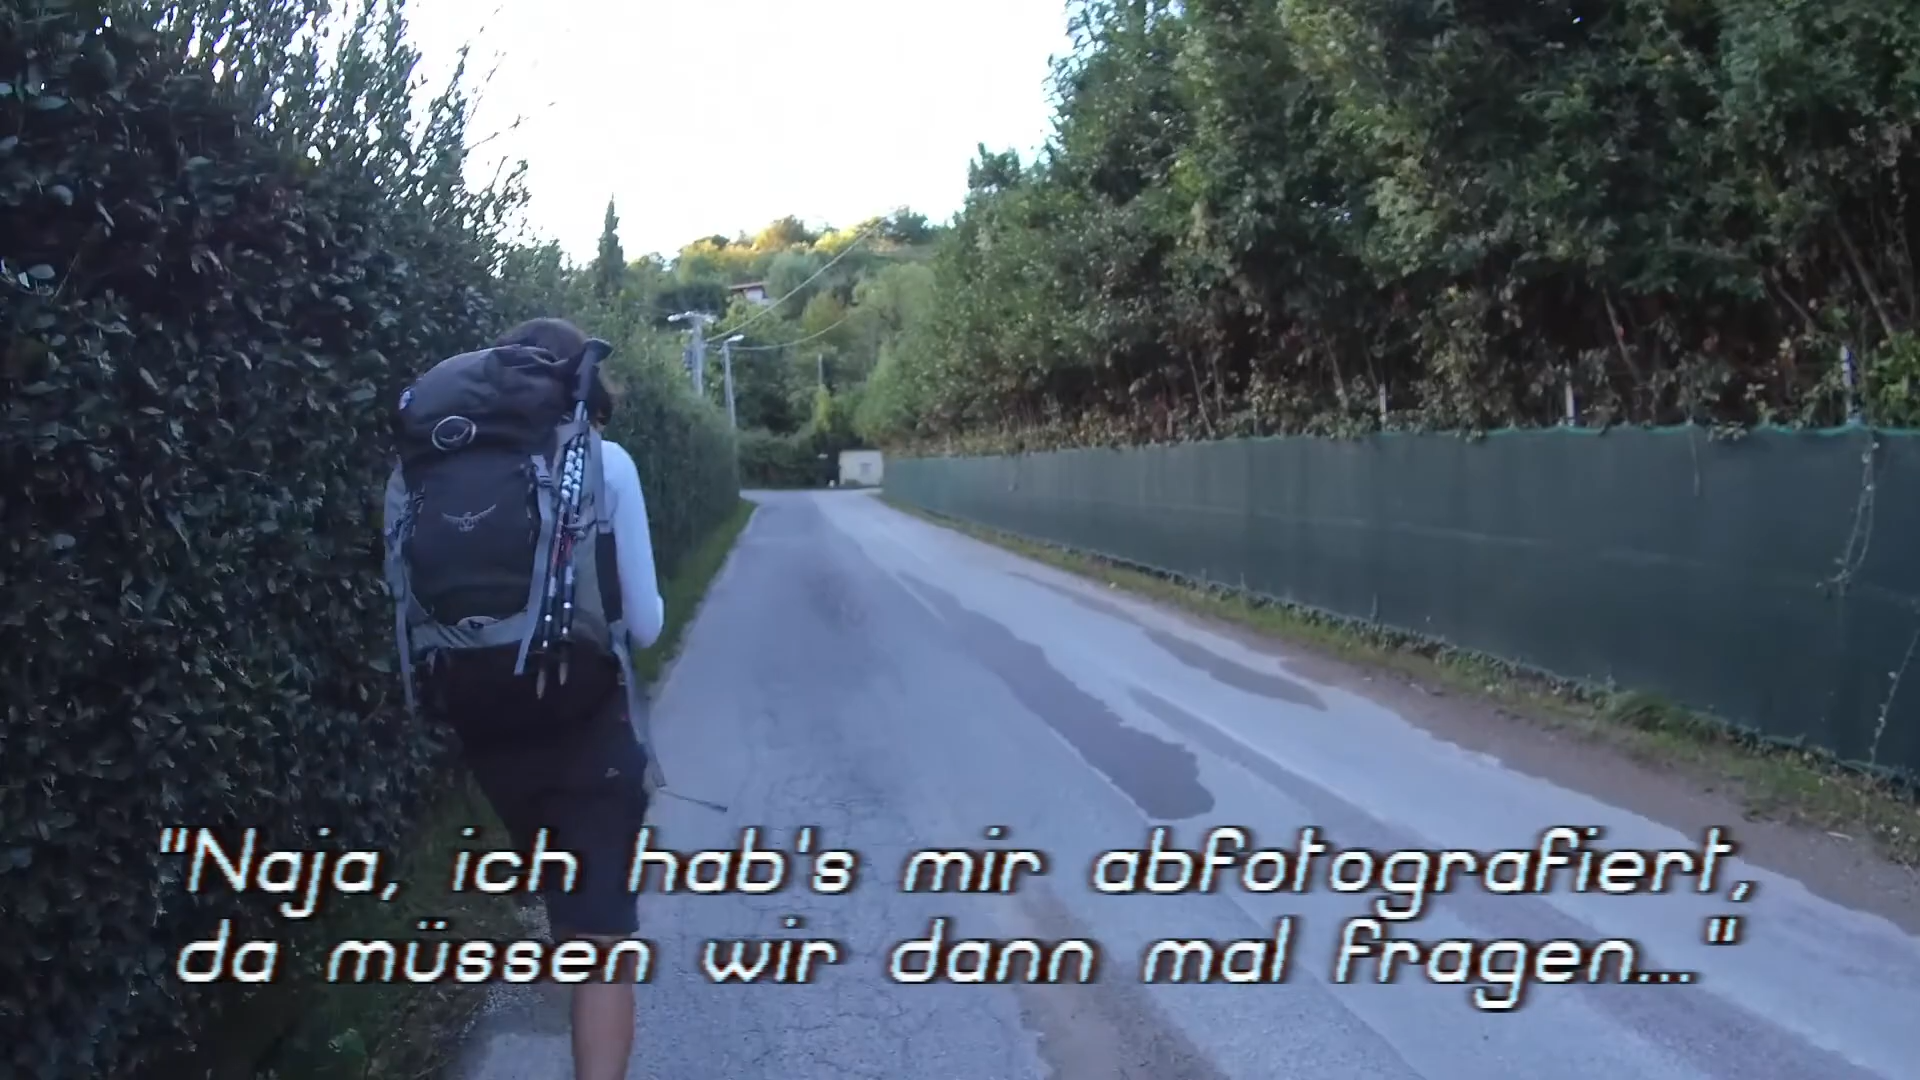 "Naja, ich hab's mir abfotografiert,
da müssen wir dann mal fragen..."